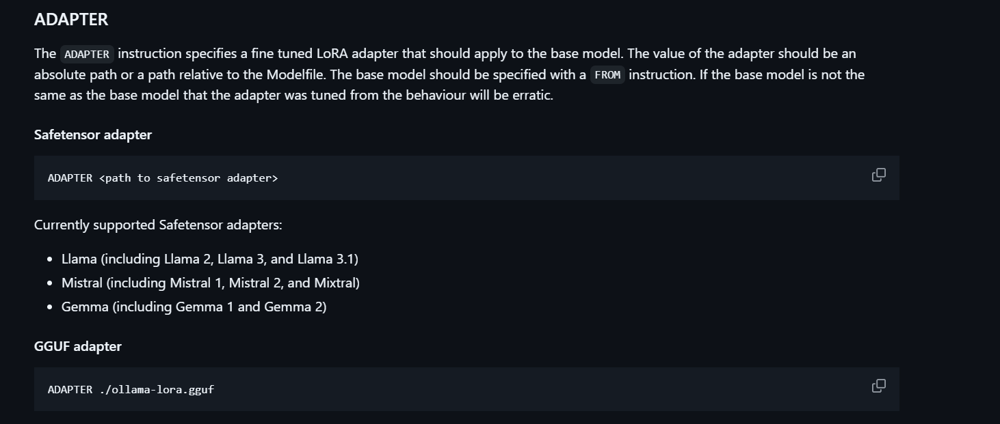 ADAPTER
The ADAPTER instruction specifies a fine tuned LoRA adapter that should apply to the base model. The value of the adapter should be an
absolute path or a path relative to the Modelfile. The base model should be specified with a FROM instruction. If the base model is not the
same as the base model that the adapter was tuned from the behaviour will be erratic.
Safetensor adapter
ADAPTER <path to safetensor adapter>
Currently supported Safetensor adapters:
• Llama (including Llama 2, Llama 3, and Llama 3.1)
• Mistral (including Mistral 1, Mistral 2, and Mixtral)
• Gemma (including Gemma 1 and Gemma 2)
GGUF adapter
ADAPTER ./ollama-lora.gguf